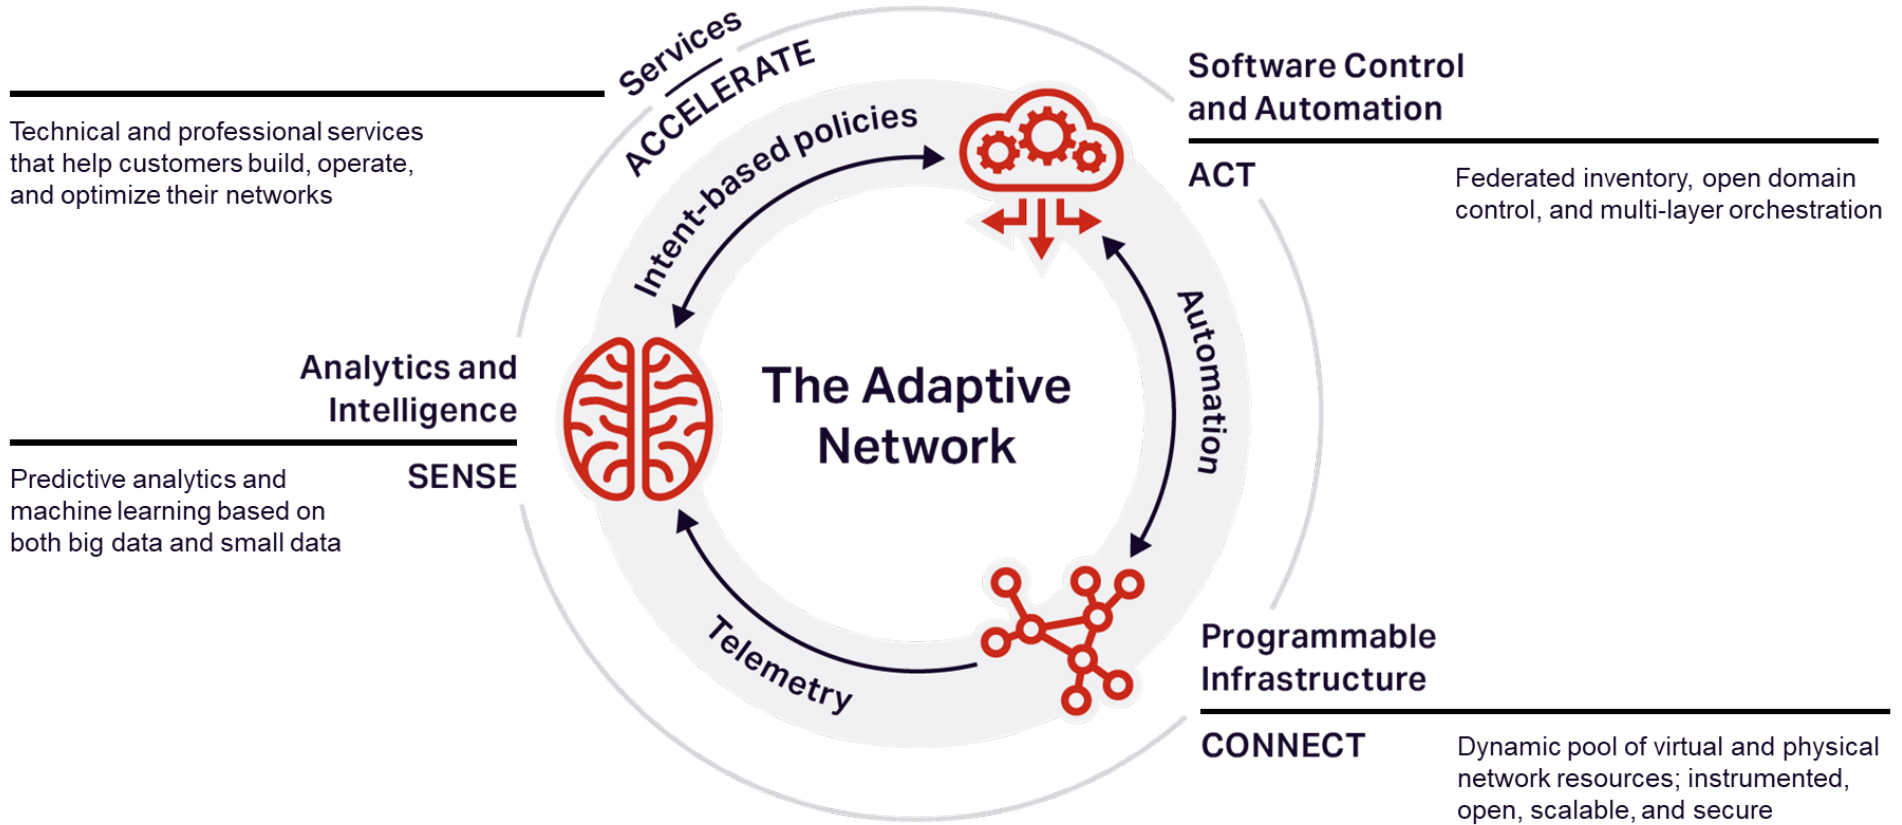 Services
ACCELERATE
Technical and professional services
that help customers build, operate,
and optimize their networks
Software Control
and Automation
ACT
Federated inventory, open domain
control, and multi-layer orchestration
Intent-based policies
Automation
Telemetry
The Adaptive
Network
Analytics and
Intelligence
SENSE
Predictive analytics and
machine learning based on
both big data and small data
Programmable
Infrastructure
CONNECT
Dynamic pool of virtual and physical
network resources; instrumented,
open, scalable, and secure